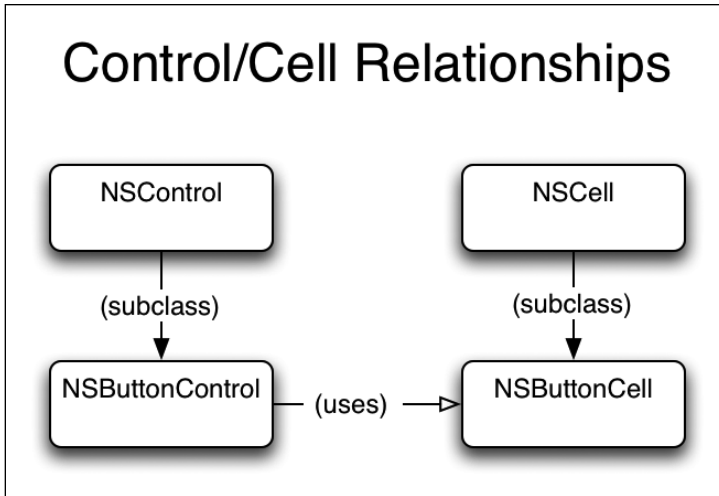 Control/Cell Relationships
NSControl
NSCell
(subclass)
(subclass)
NSButtonControl
(uses)
NSButtonCell